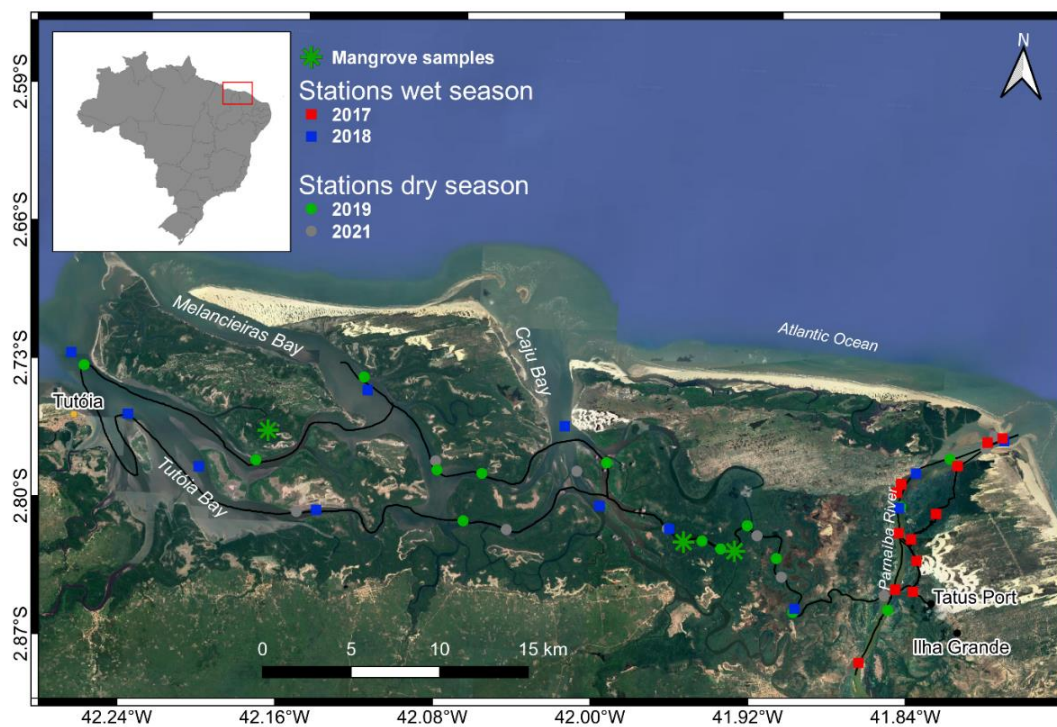 N
Mangrove samples
Stations wet season
2017
2018
Stations dry season
2019
2021
2.59°S
2.66°S
2.73°S
2.80°S
2.87°S
Melancieiras Bay
Caju Bay
Atlantic Ocean
Tutóia
Tutóia Bay
Parnaiba River
Tatus Port
Ilha Grande
0 5 10 15 km
42.24°W 42.16°W 42.08°W 42.00°W 41.92°W 41.84°W